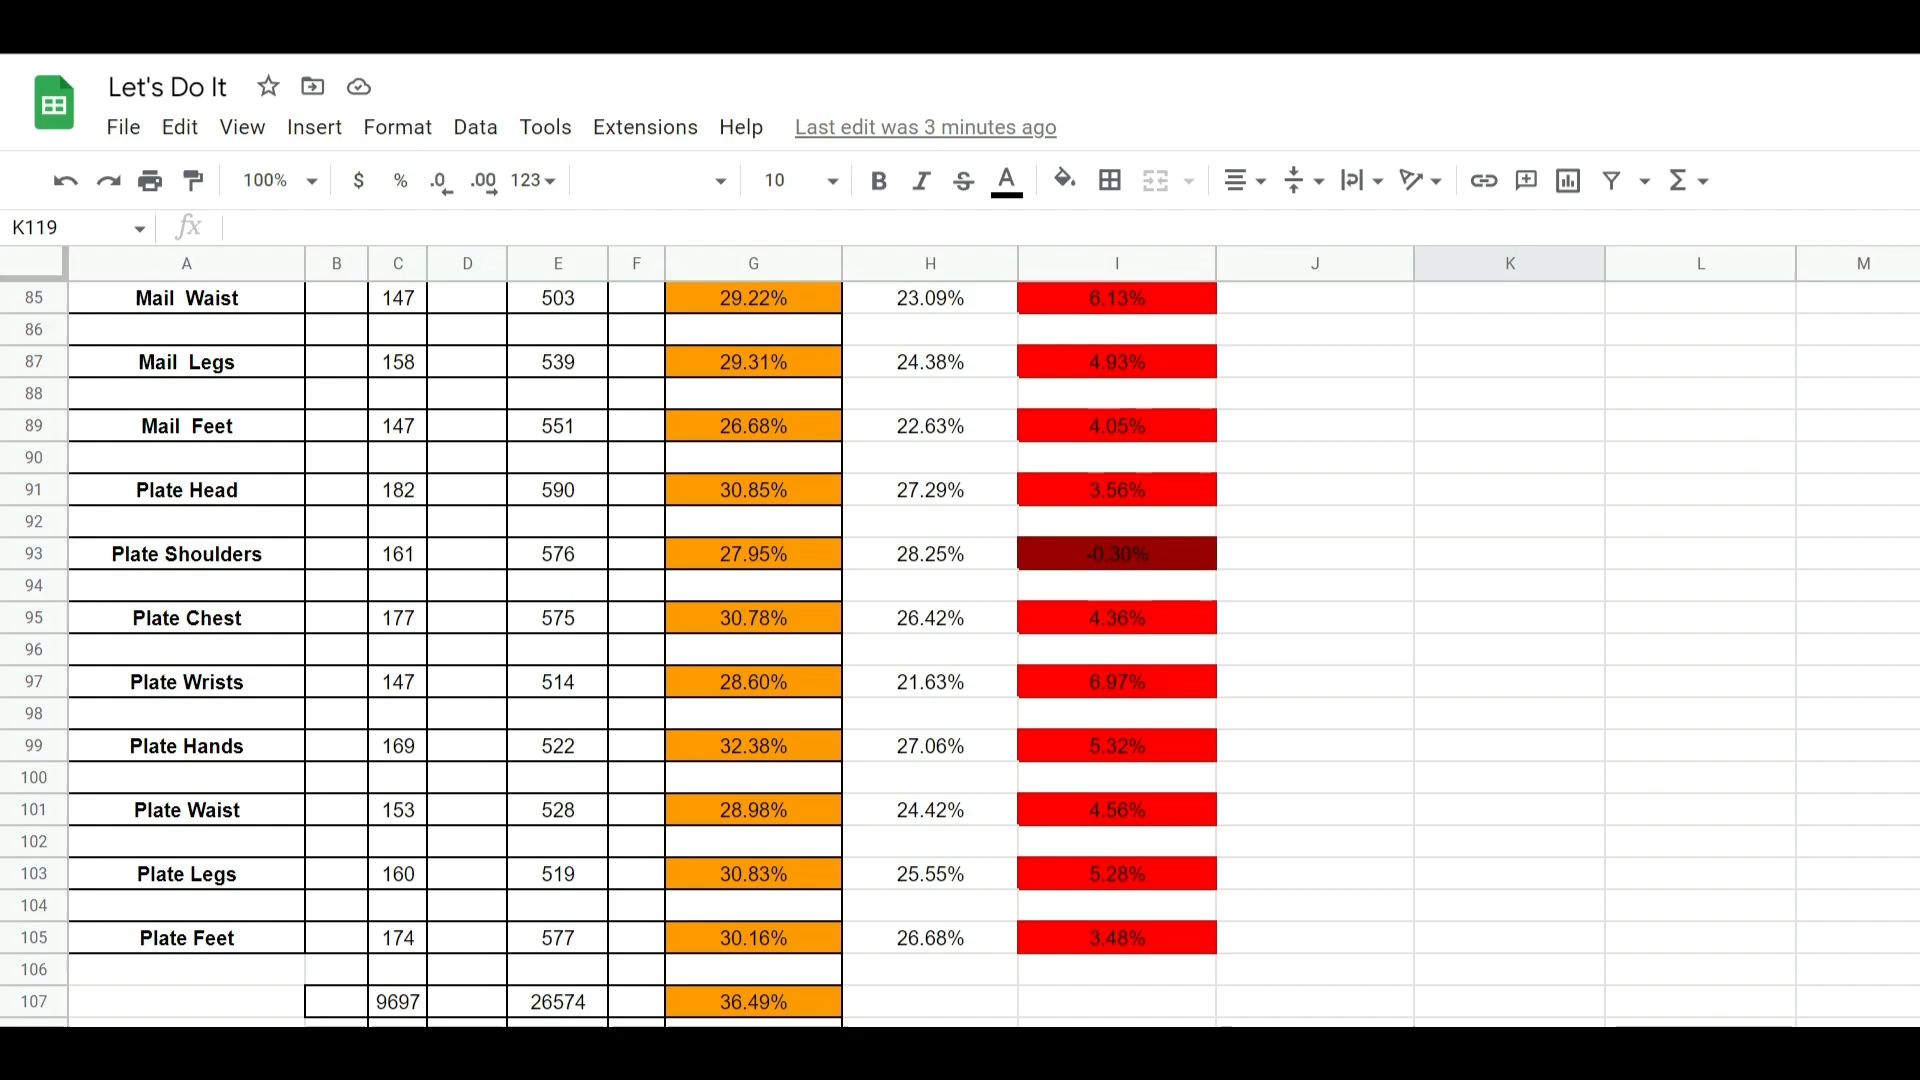 Let's Do It
File Edit View Insert Format Data Tools Extensions Help Last edit was 3 minutes ago
100% $ % .0 .00 123 10 B I S A Σ
K119 fx
A B C D E F G H I J K L M
85 Mail Waist 147 503 29.22% 23.09% 6.13%
86
87 Mail Legs 158 539 29.31% 24.38% 4.93%
88
89 Mail Feet 147 551 26.68% 22.63% 4.05%
90
91 Plate Head 182 590 30.85% 27.29% 3.56%
92
93 Plate Shoulders 161 576 27.95% 28.25% -0.30%
94
95 Plate Chest 177 575 30.78% 26.42% 4.36%
96
97 Plate Wrists 147 514 28.60% 21.63% 6.97%
98
99 Plate Hands 169 522 32.38% 27.06% 5.32%
100
101 Plate Waist 153 528 28.98% 24.42% 4.56%
102
103 Plate Legs 160 519 30.83% 25.55% 5.28%
104
105 Plate Feet 174 577 30.16% 26.68% 3.48%
106
107 9697 26574 36.49%